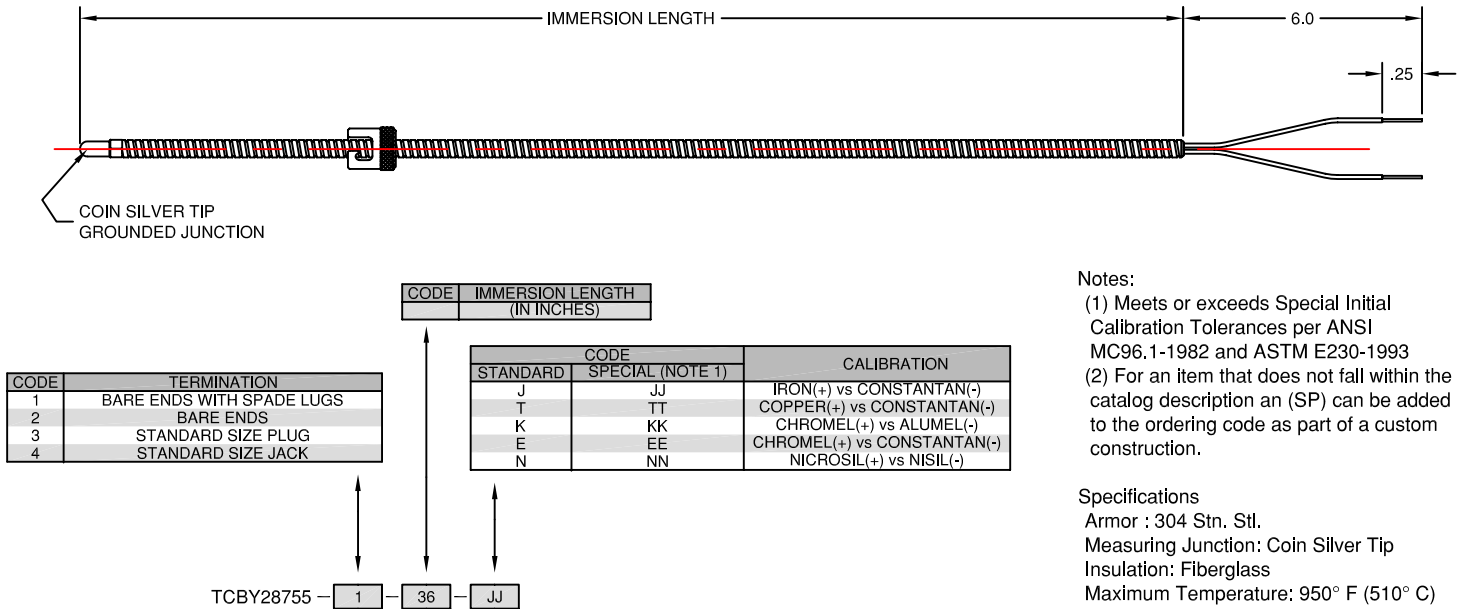 IMMERSION LENGTH
6.0
.25
COIN SILVER TIP
GROUNDED JUNCTION
CODE IMMERSION LENGTH
(IN INCHES)
CODE TERMINATION
1 BARE ENDS WITH SPADE LUGS
2 BARE ENDS
3 STANDARD SIZE PLUG
4 STANDARD SIZE JACK
CODE CALIBRATION
STANDARD SPECIAL (NOTE 1)
J JJ IRON(+) vs CONSTANTAN(-)
T TT COPPER(+) vs CONSTANTAN(-)
K KK CHROMEL(+) vs ALUMEL(-)
E EE CHROMEL(+) vs CONSTANTAN(-)
N NN NICROSIL(+) vs NISIL(-)
TCBY28755 - 1 - 36 - JJ
Notes:
(1) Meets or exceeds Special Initial
Calibration Tolerances per ANSI
MC96.1-1982 and ASTM E230-1993
(2) For an item that does not fall within the
catalog description an (SP) can be added
to the ordering code as part of a custom
construction.
Specifications
Armor : 304 Stn. Stl.
Measuring Junction: Coin Silver Tip
Insulation: Fiberglass
Maximum Temperature: 950° F (510° C)